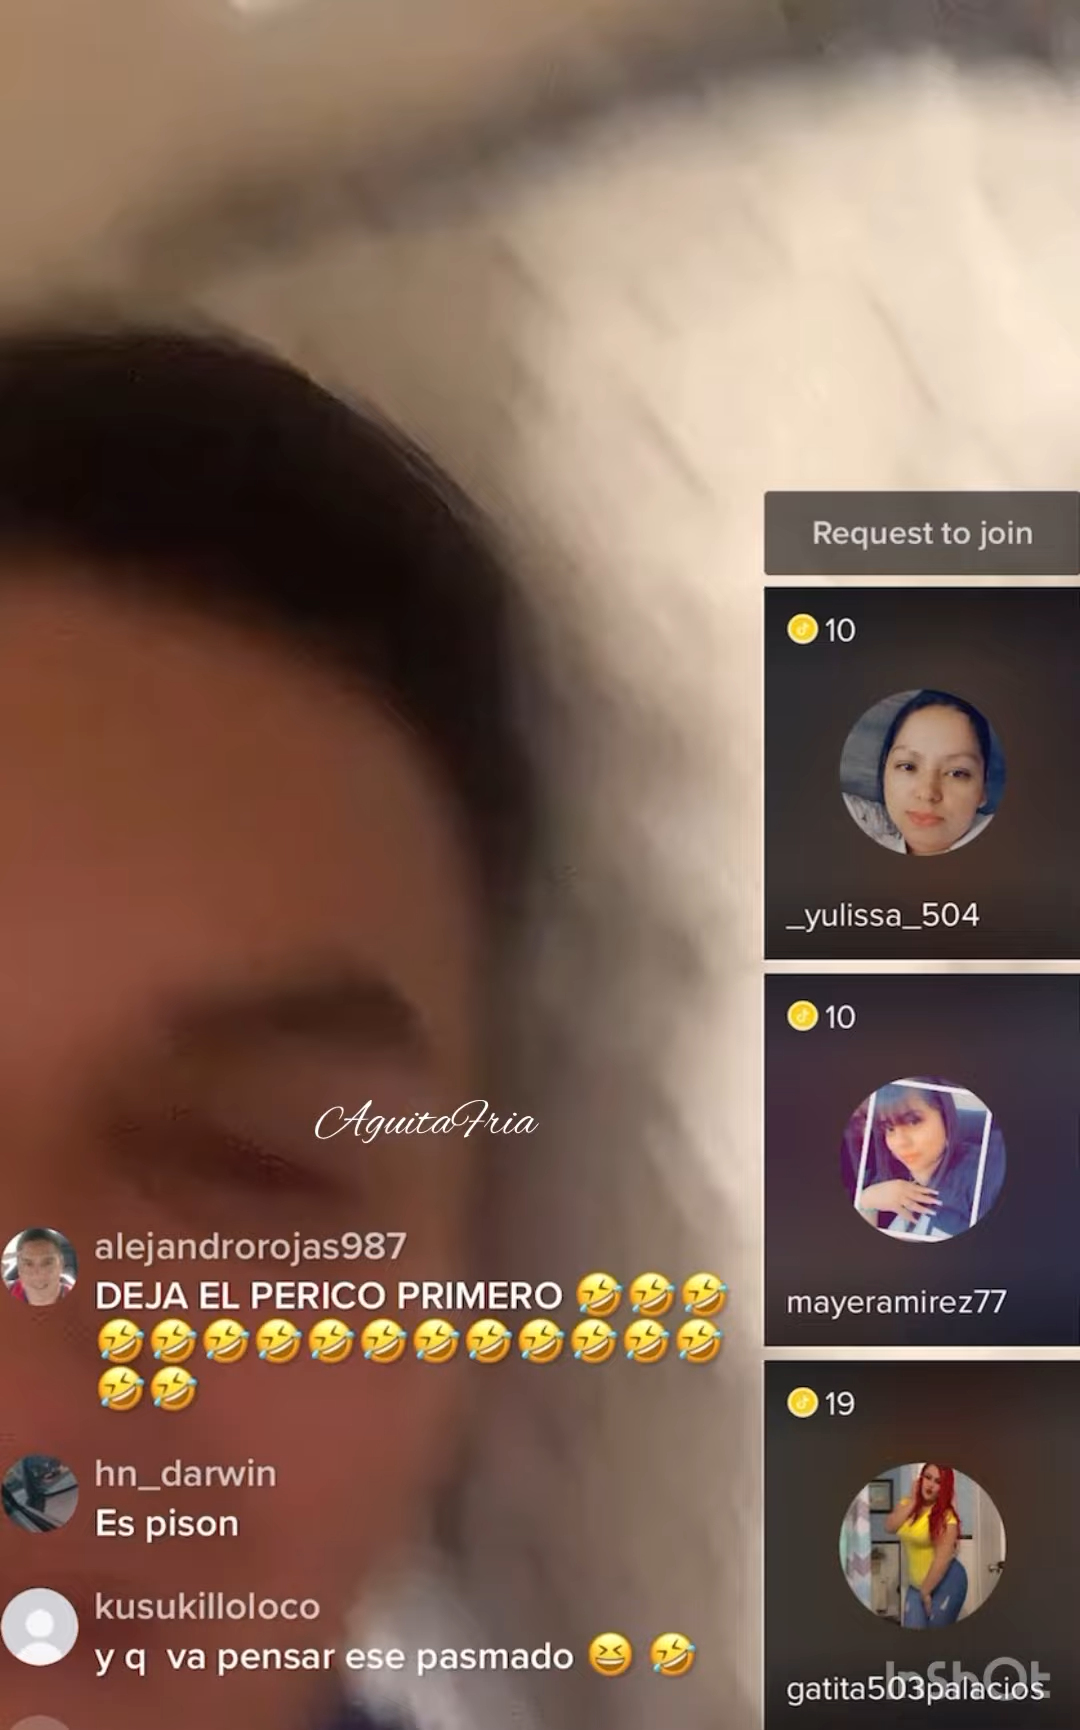 Request to join
10
_yulissa_504
10
mayeramirez77
AguitaFria
alejandrorojas987
DEJA EL PERICO PRIMERO 🤣🤣🤣
🤣🤣🤣🤣🤣🤣🤣🤣🤣🤣🤣🤣
🤣🤣
19
hn_darwin
Es pison
kusukilloloco
y q va pensar ese pasmado 😆 🤣
gatita503palacios
InShOt